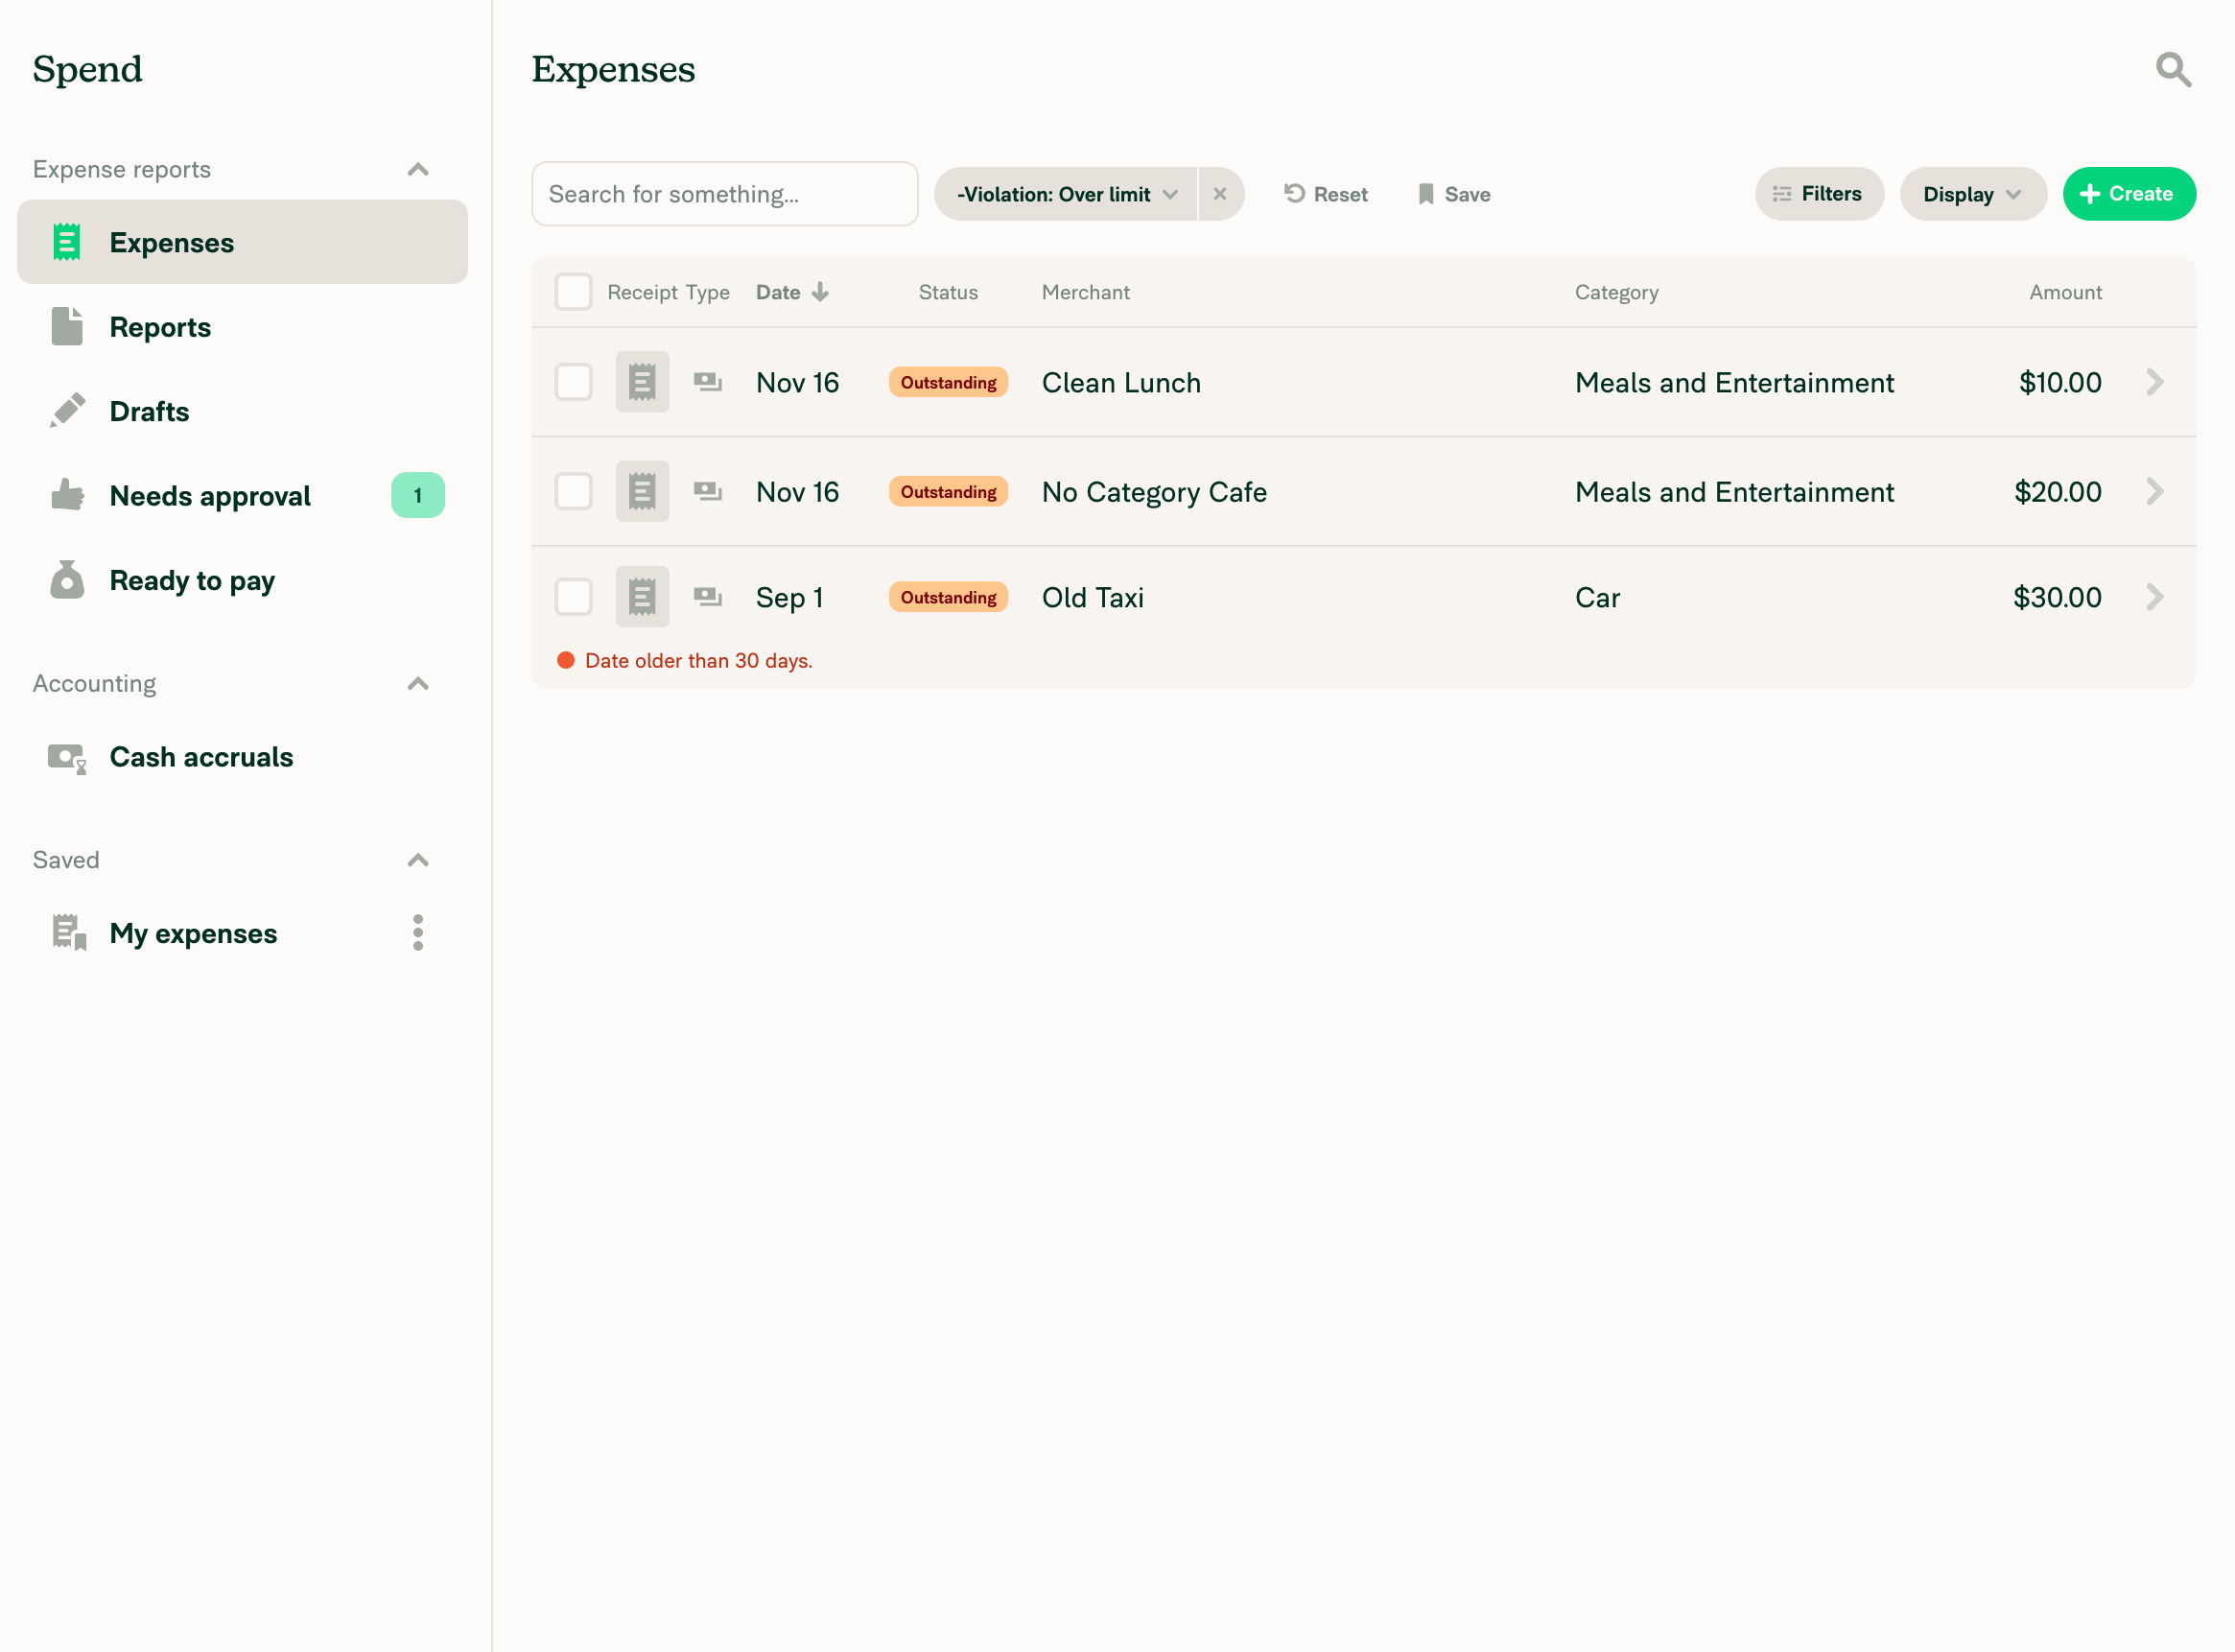 Spend
Expense reports
Expenses
Reports
Drafts
Needs approval 1
Ready to pay
Accounting
Cash accruals
Saved
My expenses
Expenses
Search for something...
-Violation: Over limit
Reset
Save
Filters
Display
Create
Receipt Type Date Status Merchant Category Amount
Nov 16 Outstanding Clean Lunch Meals and Entertainment $10.00
Nov 16 Outstanding No Category Cafe Meals and Entertainment $20.00
Sep 1 Outstanding Old Taxi Car $30.00
Date older than 30 days.